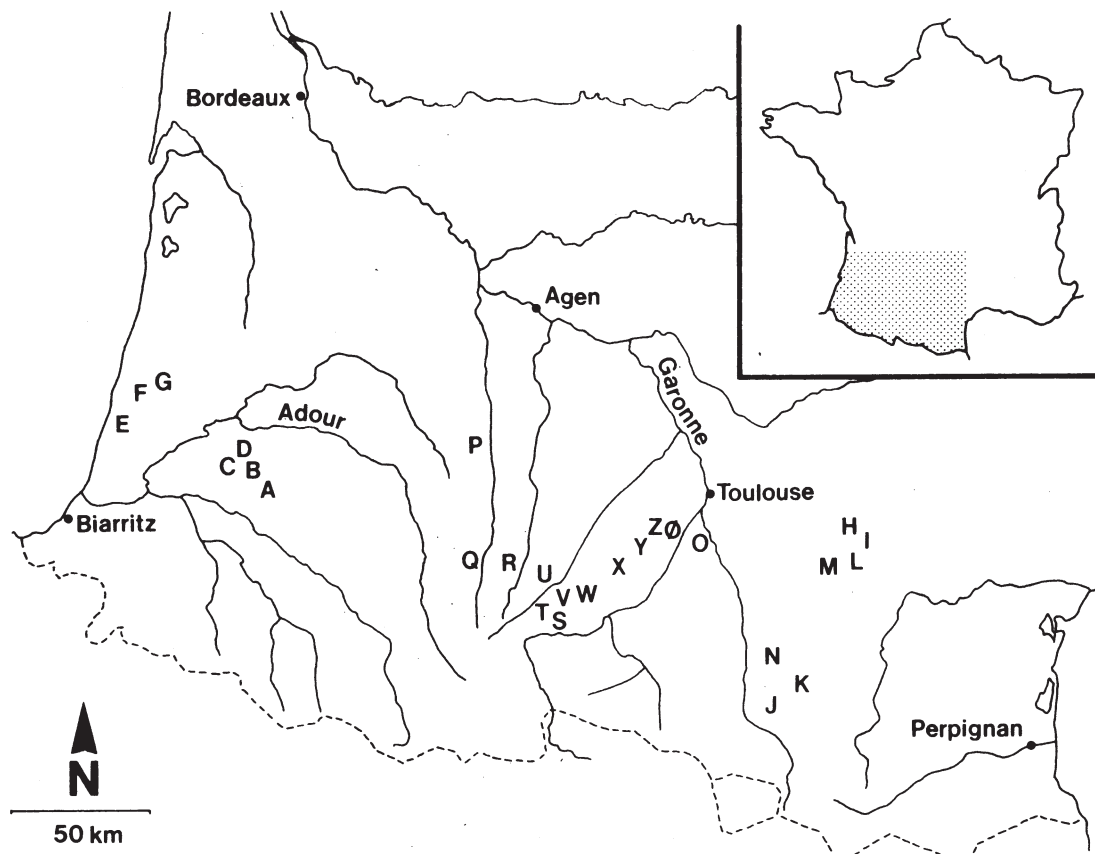 Bordeaux
Agen
Garonne
F G
E
Adour
P
D
C B
A
Toulouse
Biarritz
H
I
Z Ø
Y
O
Q
R
U
X
M L
V W
T S
N
K
J
Perpignan
N
50 km